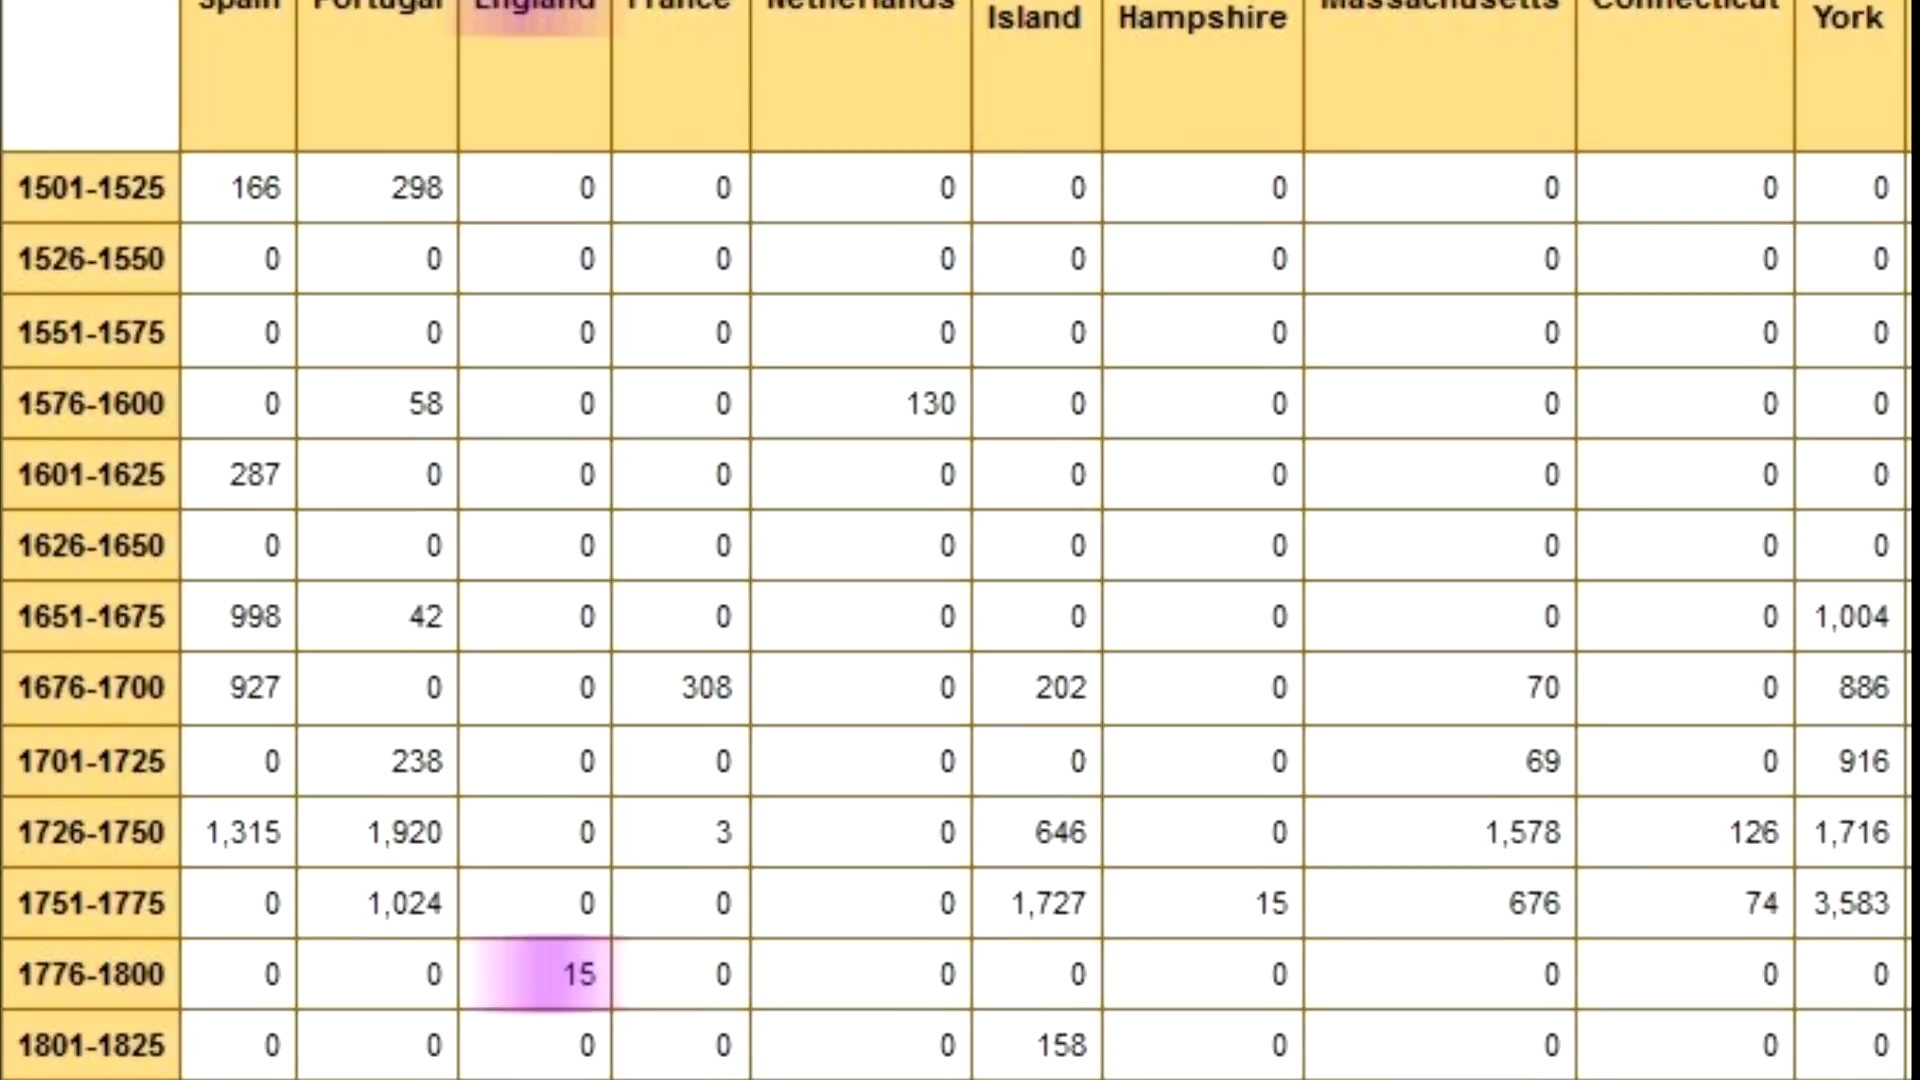 Spain Portugal England France Netherlands Island Hampshire Massachusetts Connecticut York
1501-1525 166 298 0 0 0 0 0 0 0 0
1526-1550 0 0 0 0 0 0 0 0 0 0
1551-1575 0 0 0 0 0 0 0 0 0 0
1576-1600 0 58 0 0 130 0 0 0 0 0
1601-1625 287 0 0 0 0 0 0 0 0 0
1626-1650 0 0 0 0 0 0 0 0 0 0
1651-1675 998 42 0 0 0 0 0 0 0 1,004
1676-1700 927 0 0 308 0 202 0 70 0 886
1701-1725 0 238 0 0 0 0 0 69 0 916
1726-1750 1,315 1,920 0 3 0 646 0 1,578 126 1,716
1751-1775 0 1,024 0 0 0 1,727 15 676 74 3,583
1776-1800 0 0 15 0 0 0 0 0 0 0
1801-1825 0 0 0 0 0 158 0 0 0 0